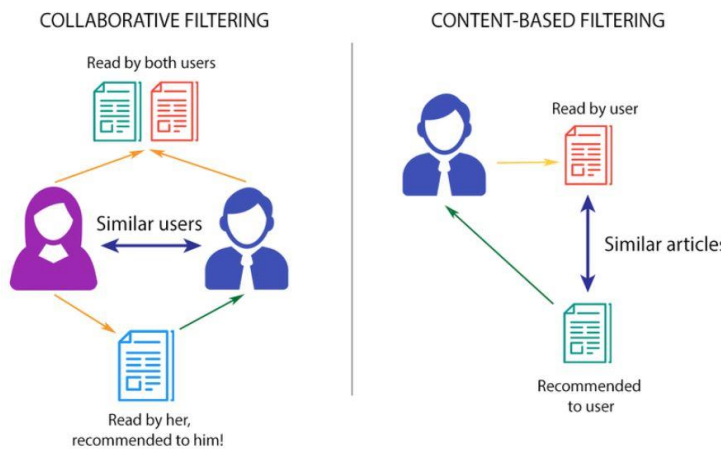 COLLABORATIVE FILTERING
Read by both users
Similar users
Read by her,
recommended to him!
CONTENT-BASED FILTERING
Read by user
Similar articles
Recommended
to user